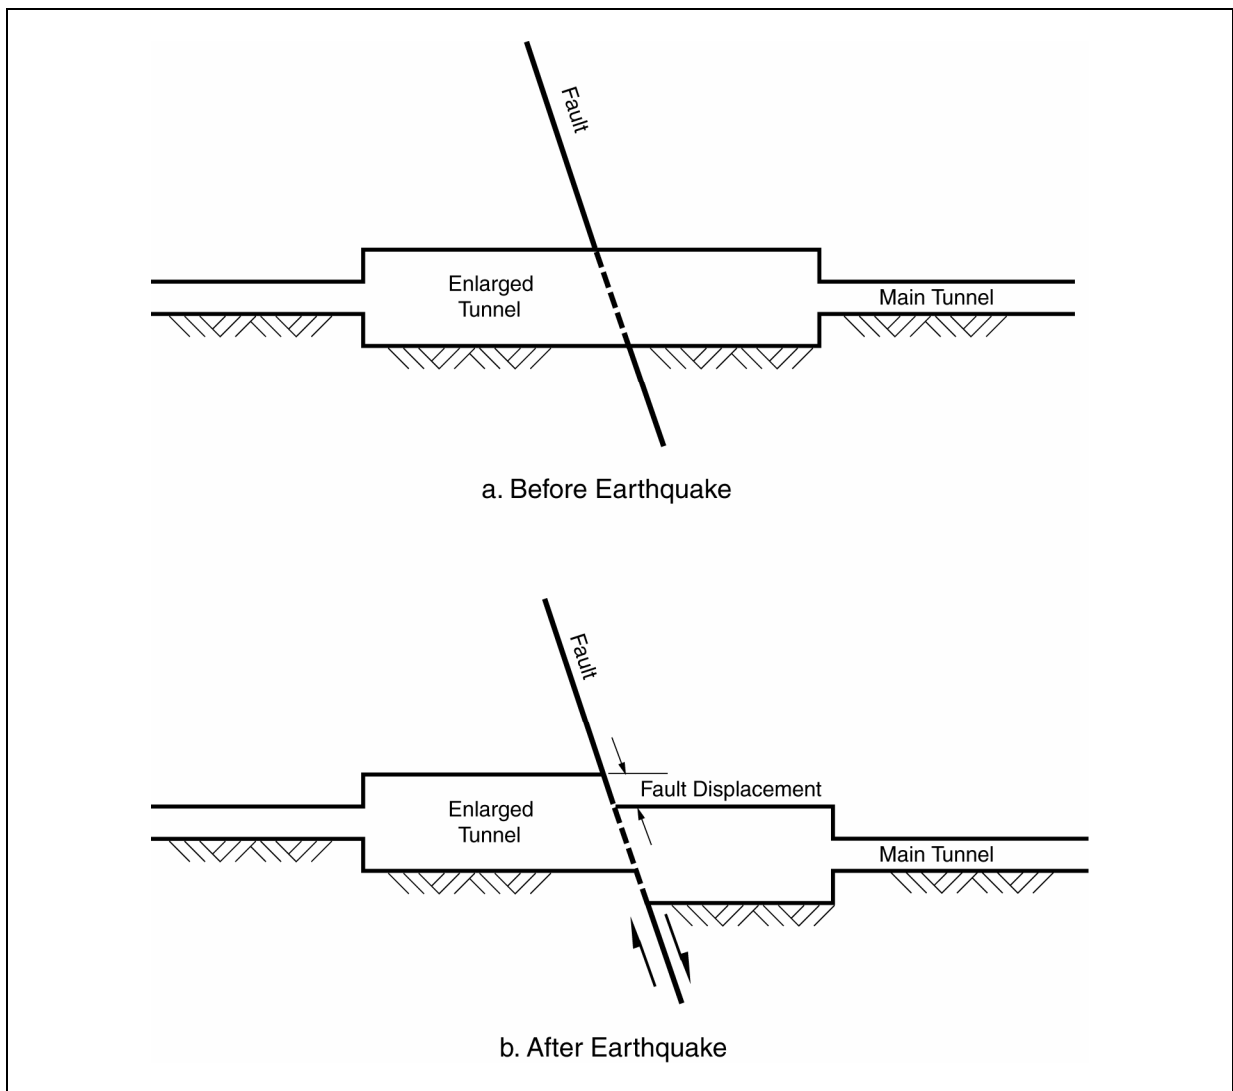 Fault
Enlarged
Tunnel
Main Tunnel
a. Before Earthquake
Fault
Fault Displacement
Enlarged
Tunnel
Main Tunnel
b. After Earthquake